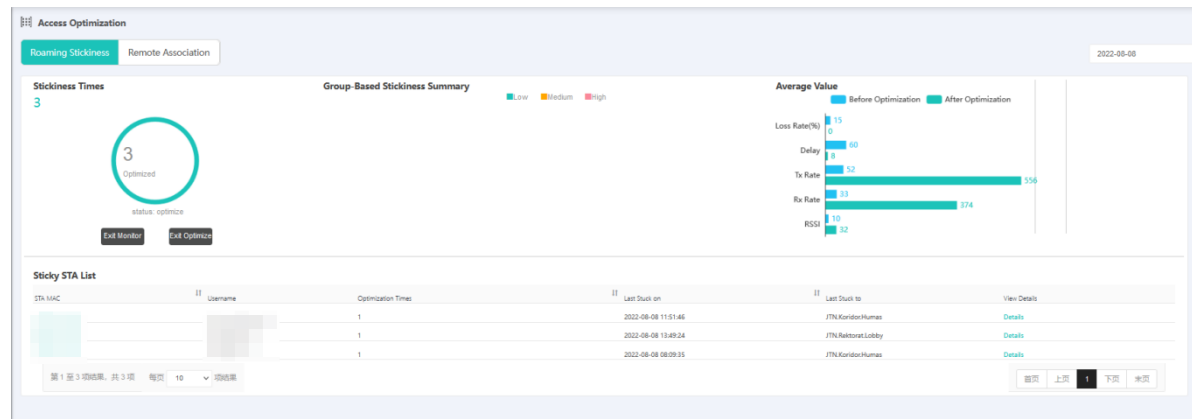 Access Optimization
Roaming Stickiness Remote Association
2022-08-08
Stickiness Times
3
3
Optimized
status: optimize
Exit Monitor Exit Optimize
Group-Based Stickiness Summary
Low Medium High
Average Value
Before Optimization After Optimization
Loss Rate(%) 15
0
Delay 60
8
Tx Rate 52
556
Rx Rate 33
374
RSSI 10
32
Sticky STA List
STA MAC Username Optimization Times Last Stuck on Last Stuck to View Details
1 2022-08-08 11:51:46 JTN.Koridor.Humas Details
1 2022-08-08 13:49:24 JTN.Rektorat.Lobby Details
1 2022-08-08 08:09:35 JTN.Koridor.Humas Details
第 1 至 3 项结果，共 3 项 每页 10 项结果
首页 上页 1 下页 末页